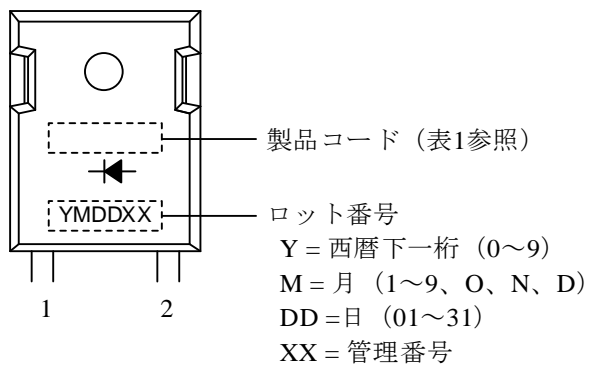 製品コード（表1参照）
YMDDXX
ロット番号
Y = 西暦下一桁（0～9）
M = 月（1～9、O、N、D）
DD =日（01～31）
XX = 管理番号
1 2